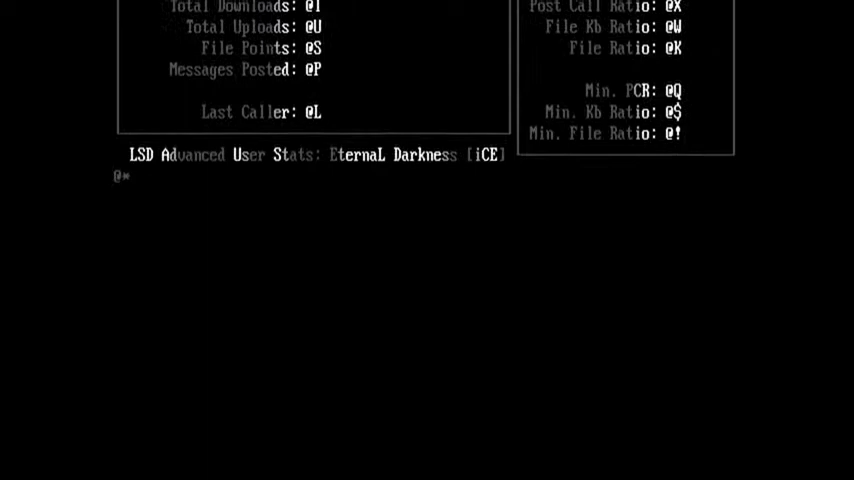 Total Downloads: @T
Total Uploads: @U
File Points: @S
Messages Posted: @P
Last Caller: @L
Post Call Ratio: @X
File Kb Ratio: @W
File Ratio: @K
Min. PCR: @Q
Min. Kb Ratio: @$
Min. File Ratio: @!
LSD Advanced User Stats: EternaL Darkness [iCE]
@*